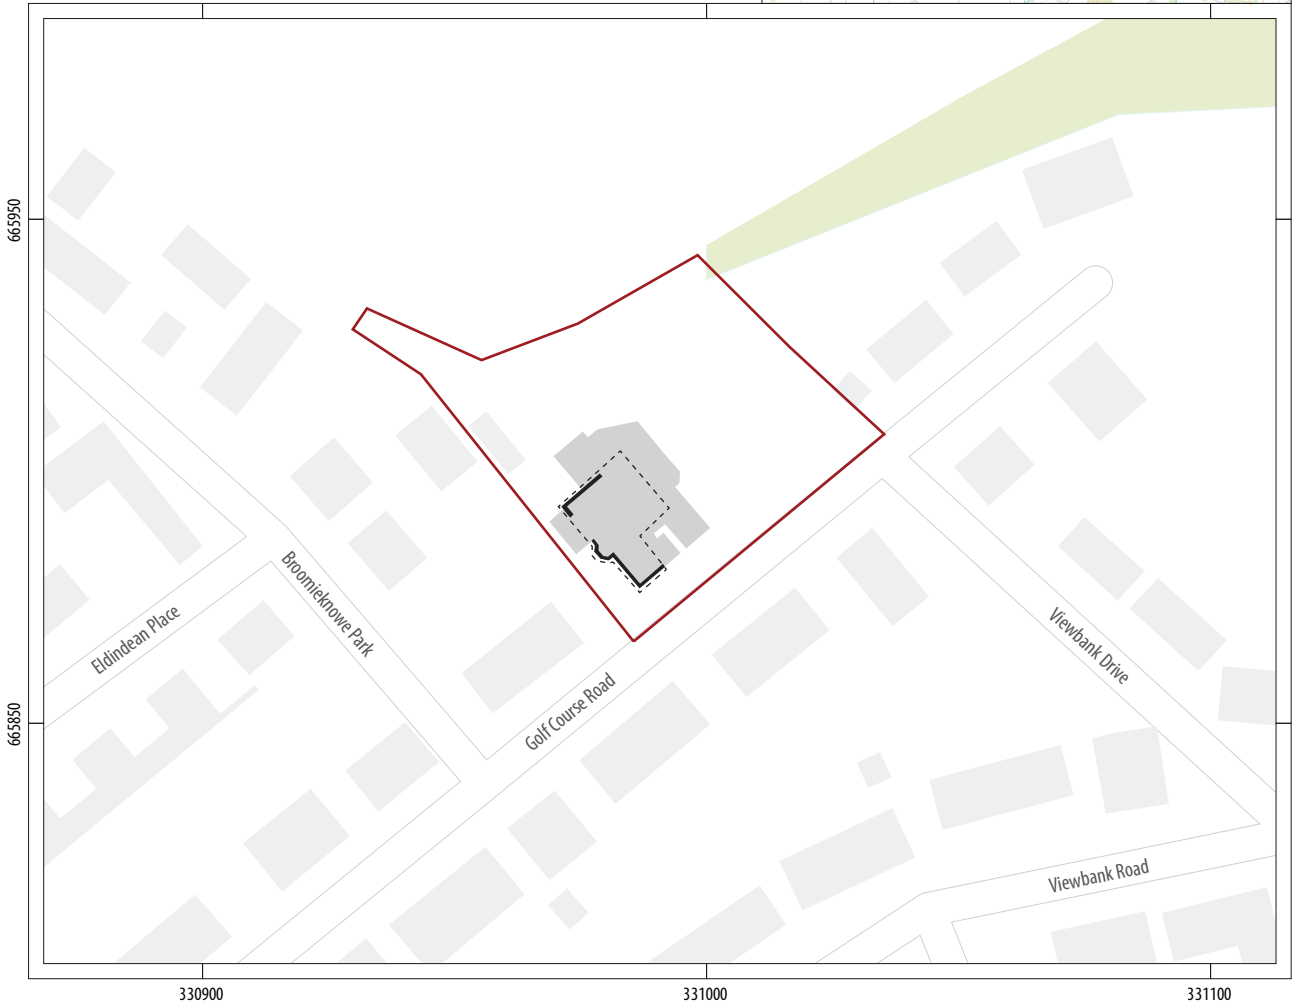 665950
665850
Eldindean Place
Broomieknowe Park
Golf Course Road
Viewbank Drive
Viewbank Road
330900
331000
331100